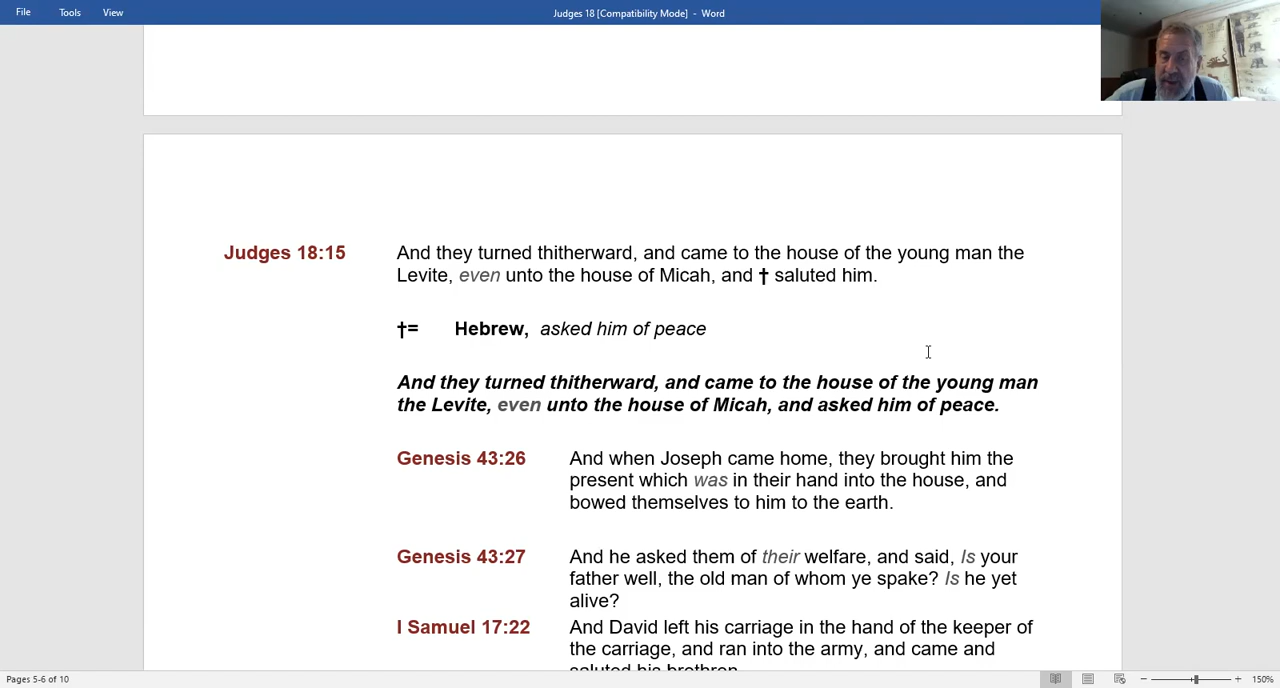 File Tools View Judges 18 [Compatibility Mode] - Word
Judges 18:15 And they turned thitherward, and came to the house of the young man the
Levite, even unto the house of Micah, and † saluted him.
†= Hebrew, asked him of peace
And they turned thitherward, and came to the house of the young man
the Levite, even unto the house of Micah, and asked him of peace.
Genesis 43:26 And when Joseph came home, they brought him the
present which was in their hand into the house, and
bowed themselves to him to the earth.
Genesis 43:27 And he asked them of their welfare, and said, Is your
father well, the old man of whom ye spake? Is he yet
alive?
I Samuel 17:22 And David left his carriage in the hand of the keeper of
the carriage, and ran into the army, and came and
saluted his brethren
Pages 5-6 of 10 150%